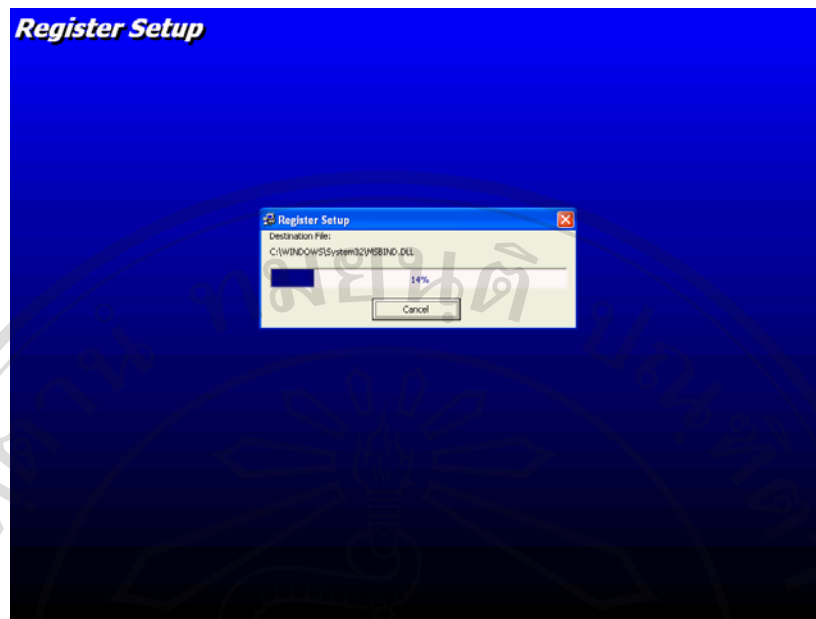 Register Setup
Register Setup
Destination File:
C:\WINDOWS\System32\MSBIND.DLL
14%
Cancel